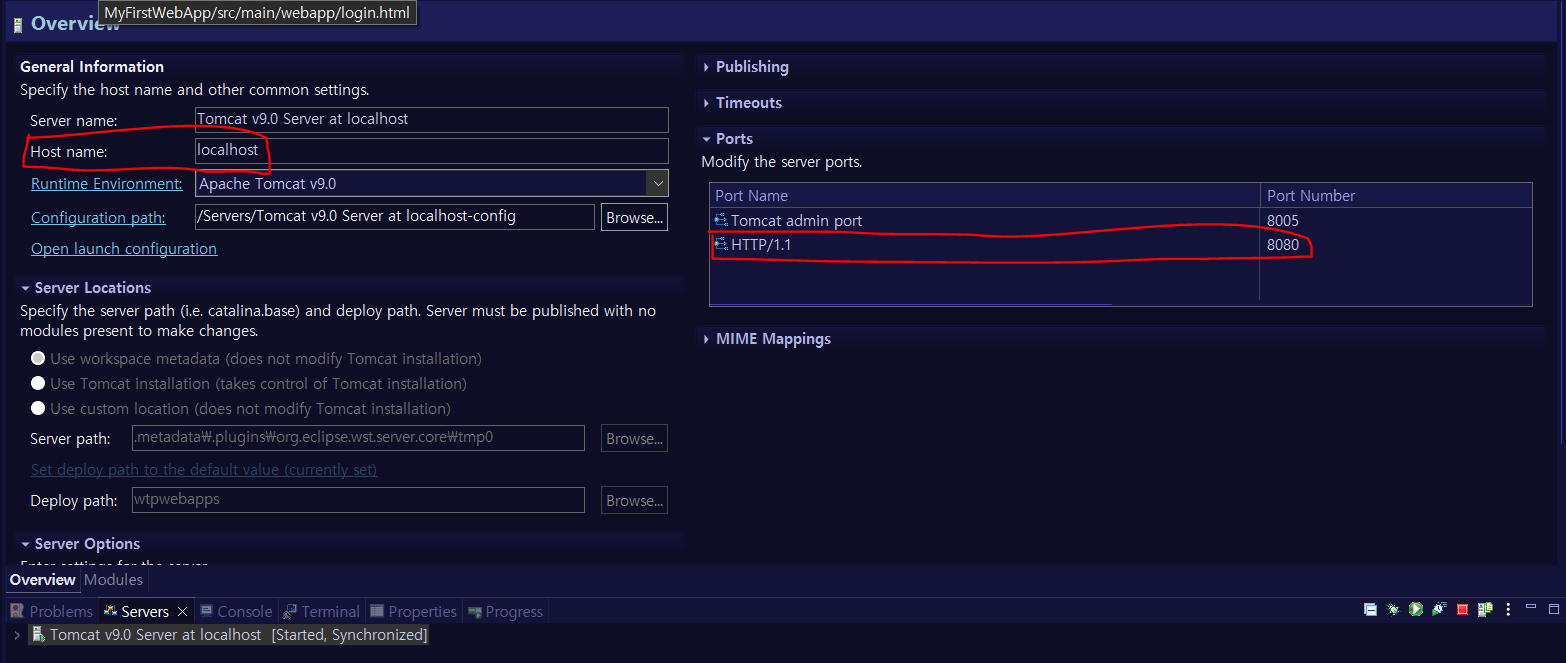 MyFirstWebApp/src/main/webapp/login.html
Overview
General Information
Specify the host name and other common settings.
Server name:
Tomcat v9.0 Server at localhost
Host name:
localhost
Runtime Environment:
Apache Tomcat v9.0
Configuration path:
/Servers/Tomcat v9.0 Server at localhost-config
Browse...
Open launch configuration
Server Locations
Specify the server path (i.e. catalina.base) and deploy path. Server must be published with no
modules present to make changes.
Use workspace metadata (does not modify Tomcat installation)
Use Tomcat installation (takes control of Tomcat installation)
Use custom location (does not modify Tomcat installation)
Server path:
.metadata₩.plugins₩org.eclipse.wst.server.core₩tmp0
Browse...
Set deploy path to the default value (currently set)
Deploy path:
wtpwebapps
Browse...
Server Options
Enter settings for the server.
Publishing
Timeouts
Ports
Modify the server ports.
Port Name Port Number
Tomcat admin port 8005
HTTP/1.1 8080
MIME Mappings
Overview Modules
Problems Servers Console Terminal Properties Progress
Tomcat v9.0 Server at localhost [Started, Synchronized]